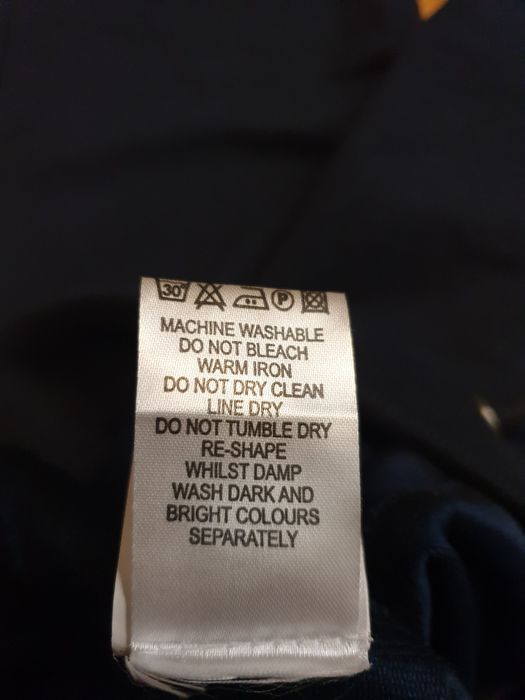 30°
P
MACHINE WASHABLE
DO NOT BLEACH
WARM IRON
DO NOT DRY CLEAN
LINE DRY
DO NOT TUMBLE DRY
RE-SHAPE
WHILST DAMP
WASH DARK AND
BRIGHT COLOURS
SEPARATELY